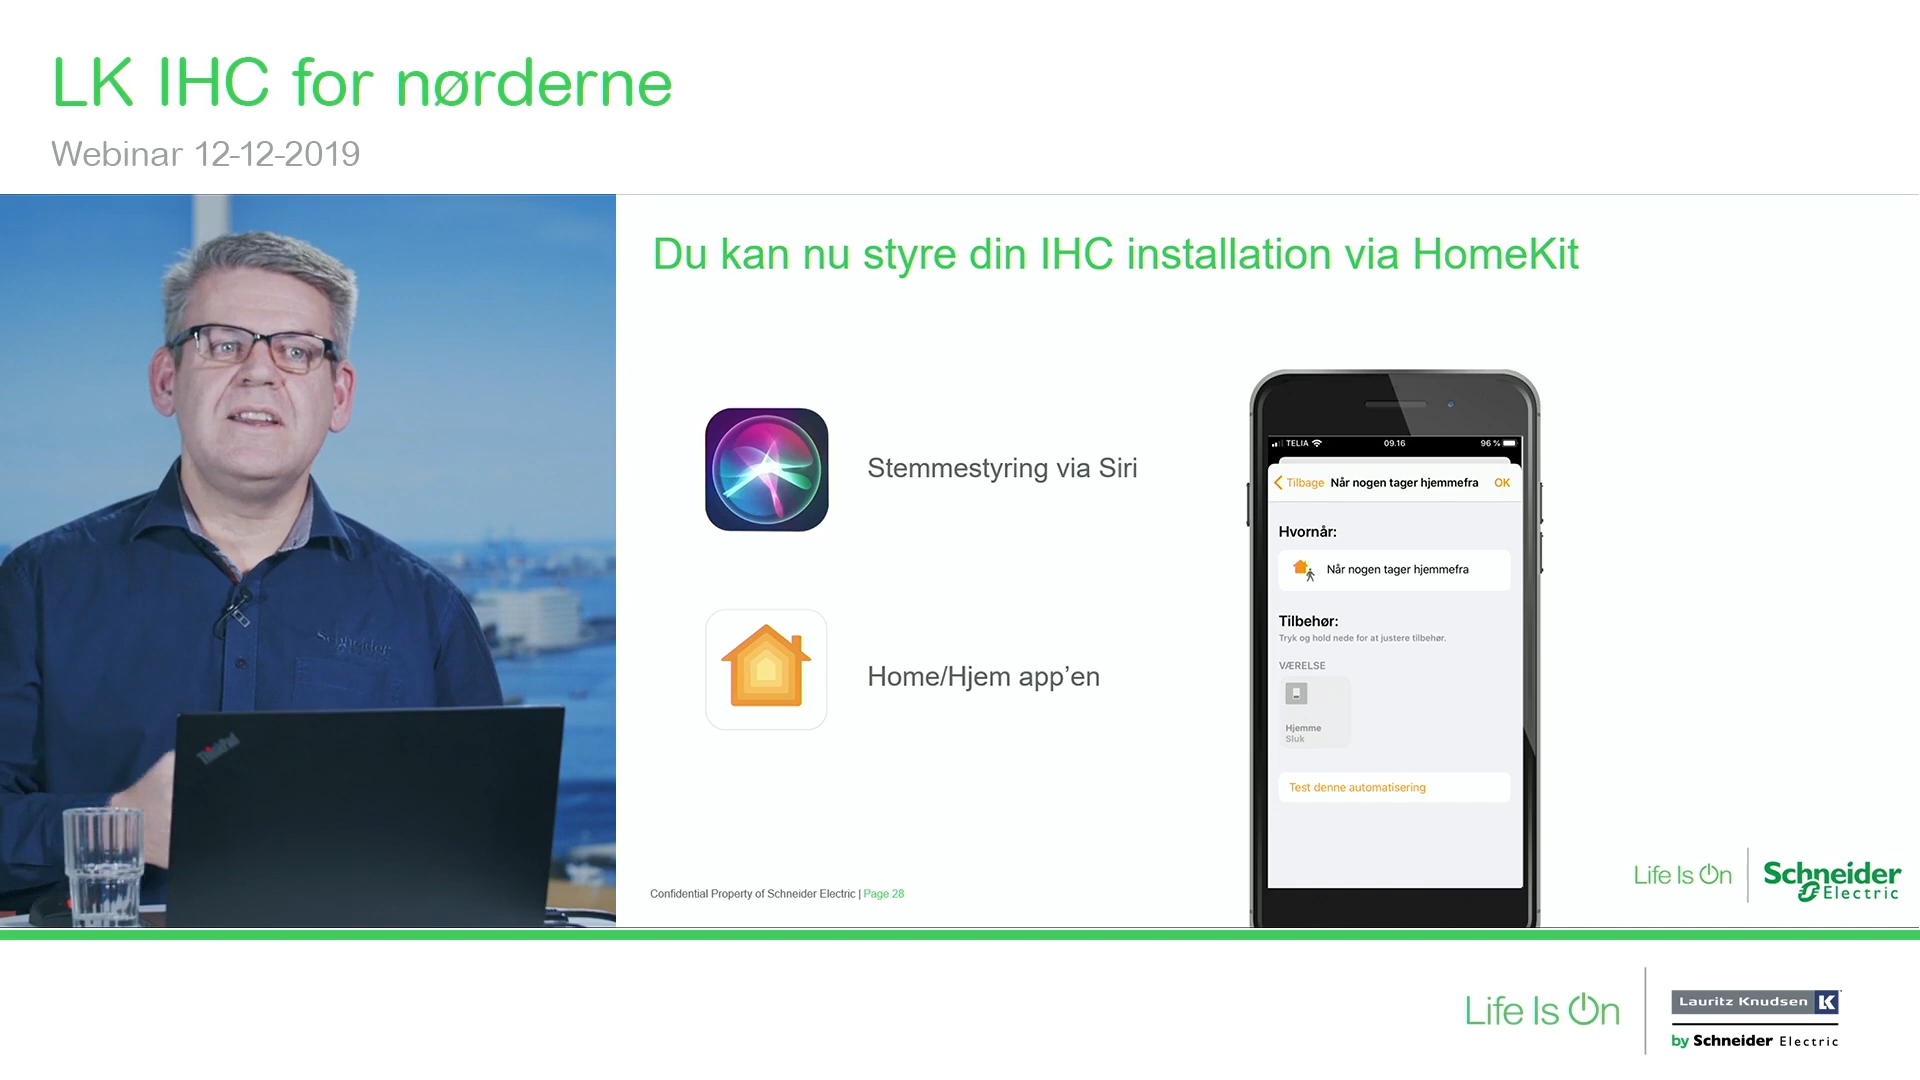 LK IHC for nørderne
Webinar 12-12-2019
Du kan nu styre din IHC installation via HomeKit
Stemmestyring via Siri
Home/Hjem app’en
TELIA 09.16 96 %
Tilbage Når nogen tager hjemmefra OK
Hvornår:
Når nogen tager hjemmefra
Tilbehør:
Tryk og hold nede for at justere tilbehør.
VÆRELSE
Hjemme
Sluk
Test denne automatisering
Schneider
ThinkPad
Confidential Property of Schneider Electric | Page 28
Life Is On
Schneider
Electric
Life Is On
Lauritz Knudsen LK
by Schneider Electric